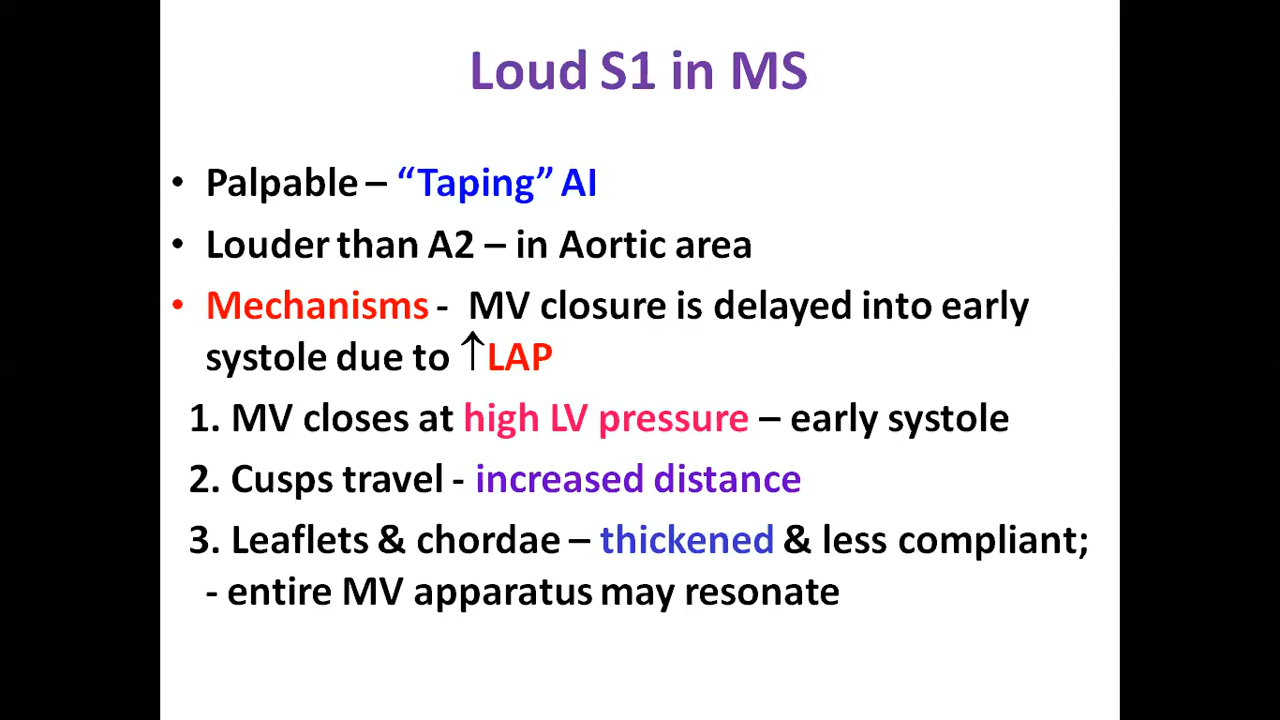 Loud S1 in MS
• Palpable – “Taping” AI
• Louder than A2 – in Aortic area
• Mechanisms - MV closure is delayed into early
systole due to ↑LAP
1. MV closes at high LV pressure – early systole
2. Cusps travel - increased distance
3. Leaflets & chordae – thickened & less compliant;
- entire MV apparatus may resonate